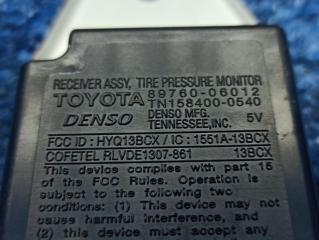 RECEIVER ASSY, TIRE PRESSURE MONITOR
TOYOTA 89760-06012
TN158400-0540
DENSO DENSO MFG. TENNESSEE,INC. 5V
FCC ID : HYQ13BCX / IC : 1551A-13BCX
COFETEL RLVDE1307-861 13BCX
This device complies with part 15
of the FCC Rules. Operation is
subject to the following two
conditions: (1) This device may not
cause harmful interference, and
(2) this device must accept any